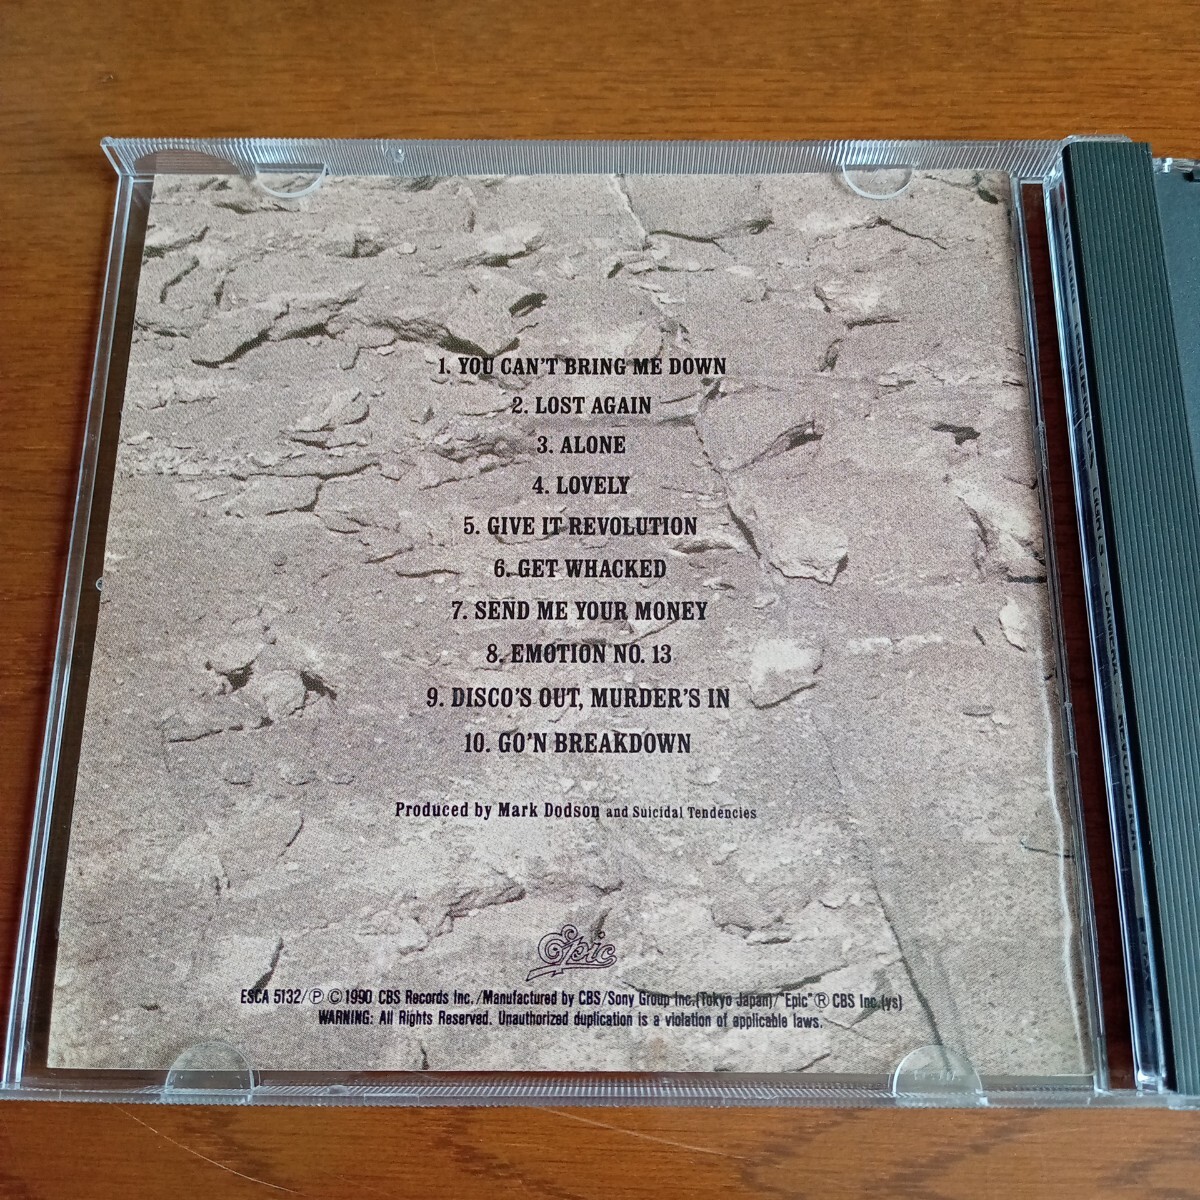 1. YOU CAN'T BRING ME DOWN
2. LOST AGAIN
3. ALONE
4. LOVELY
5. GIVE IT REVOLUTION
6. GET WHACKED
7. SEND ME YOUR MONEY
8. EMOTION NO. 13
9. DISCO'S OUT, MURDER'S IN
10. GO'N BREAKDOWN
Produced by Mark Dodson and Suicidal Tendencies
Epic
ESCA 5132/Ⓟ © 1990 CBS Records Inc./Manufactured by CBS/Sony Group Inc.(Tokyo Japan)/"Epic"® CBS Inc.(ys)
WARNING: All Rights Reserved. Unauthorized duplication is a violation of applicable laws.
REVOLUTION